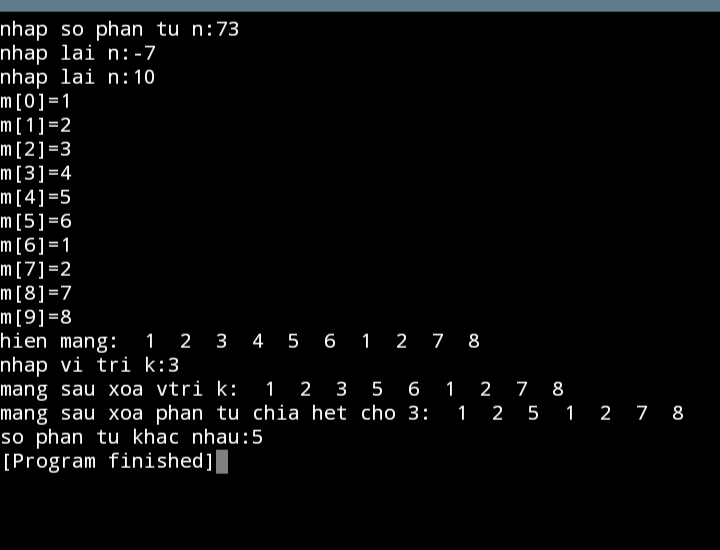 nhap so phan tu n:73
nhap lai n:-7
nhap lai n:10
m[0]=1
m[1]=2
m[2]=3
m[3]=4
m[4]=5
m[5]=6
m[6]=1
m[7]=2
m[8]=7
m[9]=8
hien mang:  1  2  3  4  5  6  1  2  7  8
nhap vi tri k:3
mang sau xoa vtri k:  1  2  3  5  6  1  2  7  8
mang sau xoa phan tu chia het cho 3:  1  2  5  1  2  7  8
so phan tu khac nhau:5
[Program finished]